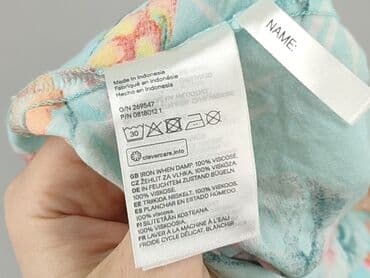 NAME:
Made in Indonesia
Fabriqué en Indonésie
Hecho en Indonesia
O/N 269547
P/N 0818012 1
30
clevercare.info
GB IRON WHEN DAMP. 100% VISCOSE.
CZ ŽEHLIT ZA VLHKA. 100% VISKÓZA.
DE IN FEUCHTEM ZUSTAND BÜGELN.
100% VISKOSE.
EE TRIIKIDA NIISKELT. 100% VISKOOS.
ES PLANCHAR EN HÚMEDO
100% viscosa.
FI SILITETÄÄN KOSTEANA.
FR LAVER À LA MACHINE À L'EAU
FROIDE CYCLE DÉLICAT, BLANCHIR